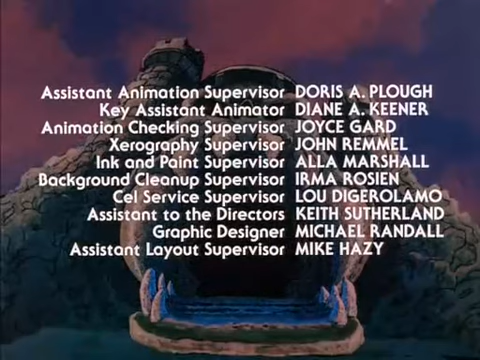 Assistant Animation Supervisor DORIS A. PLOUGH
Key Assistant Animator DIANE A. KEENER
Animation Checking Supervisor JOYCE GARD
Xerography Supervisor JOHN REMMEL
Ink and Paint Supervisor ALLA MARSHALL
Background Cleanup Supervisor IRMA ROSIEN
Cel Service Supervisor LOU DIGEROLAMO
Assistant to the Directors KEITH SUTHERLAND
Graphic Designer MICHAEL RANDALL
Assistant Layout Supervisor MIKE HAZY